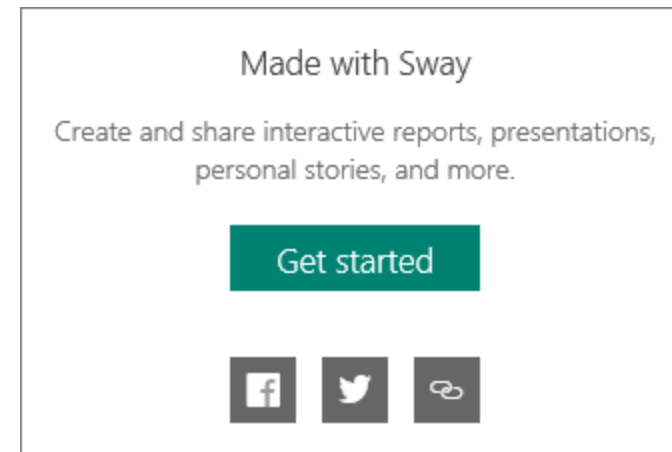 Made with Sway
Create and share interactive reports, presentations,
personal stories, and more.
Get started